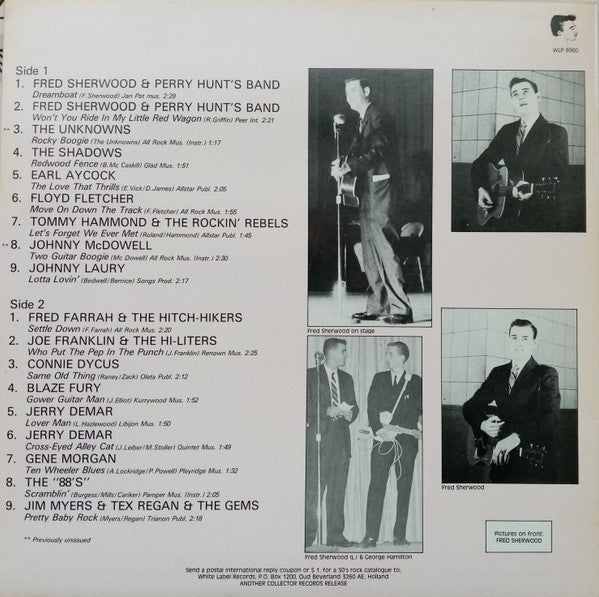 WLP 8960
Side 1
1. FRED SHERWOOD & PERRY HUNT'S BAND
Dreamboat (F. Sherwood) Jan Pat mus. 2:29
2. FRED SHERWOOD & PERRY HUNT'S BAND
Won't You Ride In My Little Red Wagon (R. Griffin) Peer Int. 2:21
** 3. THE UNKNOWNS
Rocky Boogie (The Unknowns) All Rock Mus. (Instr.) 1:17
4. THE SHADOWS
Redwood Fence (B. Mc Caskill) Glad Mus. 1:51
5. EARL AYCOCK
The Love That Thrills (E. Vick/D. James) Allstar Publ. 2:05
6. FLOYD FLETCHER
Move On Down The Track (F. Fletcher) All Rock Mus. 1:55
7. TOMMY HAMMOND & THE ROCKIN' REBELS
Let's Forget We Ever Met (Roland/Hammond) Allstar Publ. 1:45
** 8. JOHNNY McDOWELL
Two Guitar Boogie (Mc Dowall) All Rock Mus. (Instr.) 2:30
9. JOHNNY LAURY
Lotta Lovin' (Bedwell/Bernice) Songs Prod. 2:17
Side 2
1. FRED FARRAH & THE HITCH-HIKERS
Settle Down (F. Farrah) All Rock Mus. 2:20
2. JOE FRANKLIN & THE HI-LITERS
Who Put The Pep In The Punch (J. Franklin) Renown Mus. 2:25
3. CONNIE DYCUS
Same Old Thing (Raney/Zack) Oleta Publ. 2:12
4. BLAZE FURY
Gower Guitar Man (J. Elliot) Kurrywood Mus. 1:52
5. JERRY DEMAR
Lover Man (L. Hazlewood) Libijon Mus. 1:50
6. JERRY DEMAR
Cross-Eyed Alley Cat (J. Leiber/M. Stoller) Quintet Mus. 1:49
7. GENE MORGAN
Ten Wheeler Blues (A. Lockridge/P. Powell) Playridge Mus. 1:32
8. THE "88'S"
Scramblin' (Burgess/Mills/Cariker) Pamper Mus. (Instr) 2:05
9. JIM MYERS & TEX REGAN & THE GEMS
Pretty Baby Rock (Myers/Regan) Trianon Publ. 2:18
** Previously unissued
Fred Sherwood on stage
Fred Sherwood (L.) & George Hamilton
Fred Sherwood
Pictures on front:
FRED SHERWOOD
Send a postal international reply coupon or $ 1. for a 50's rock catalogue to:
White Label Records, P.O. Box 1200, Oud Beyerland 3260 AE, Holland
ANOTHER COLLECTOR RECORDS RELEASE